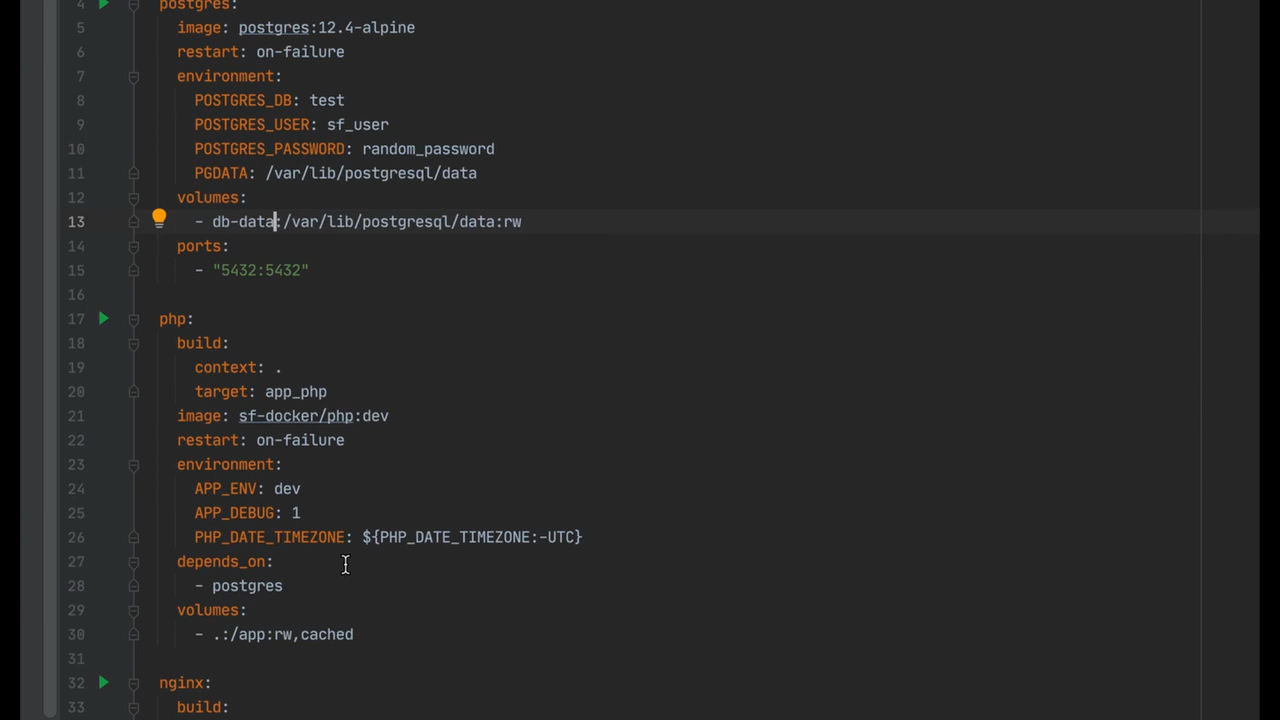 4 postgres:
5 image: postgres:12.4-alpine
6 restart: on-failure
7 environment:
8 POSTGRES_DB: test
9 POSTGRES_USER: sf_user
10 POSTGRES_PASSWORD: random_password
11 PGDATA: /var/lib/postgresql/data
12 volumes:
13 - db-data:/var/lib/postgresql/data:rw
14 ports:
15 - "5432:5432"
16
17 php:
18 build:
19 context: .
20 target: app_php
21 image: sf-docker/php:dev
22 restart: on-failure
23 environment:
24 APP_ENV: dev
25 APP_DEBUG: 1
26 PHP_DATE_TIMEZONE: ${PHP_DATE_TIMEZONE:-UTC}
27 depends_on:
28 - postgres
29 volumes:
30 - .:/app:rw,cached
31
32 nginx:
33 build: